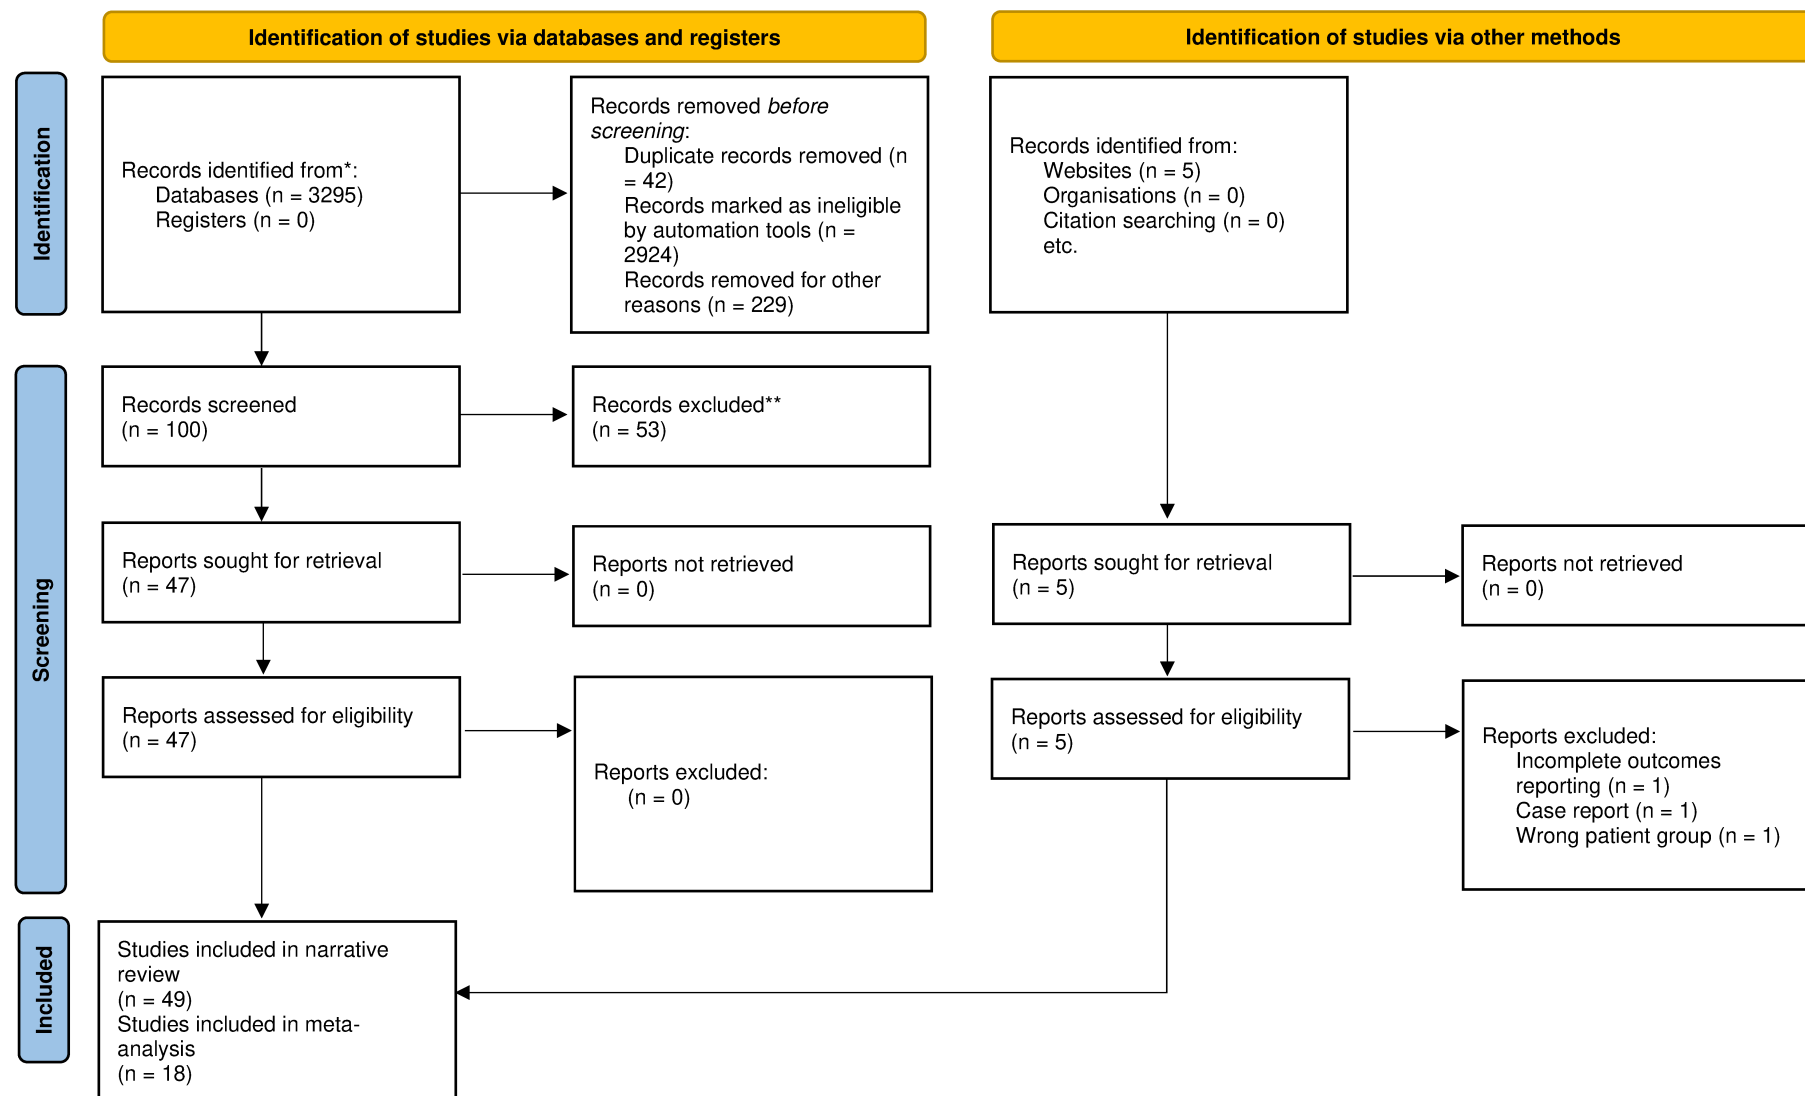 Identification of studies via databases and registers
Identification of studies via other methods
Identification
Records identified from*:
Databases (n = 3295)
Registers (n = 0)
Records removed before
screening:
Duplicate records removed (n
= 42)
Records marked as ineligible
by automation tools (n =
2924)
Records removed for other
reasons (n = 229)
Records identified from:
Websites (n = 5)
Organisations (n = 0)
Citation searching (n = 0)
etc.
Screening
Records screened
(n = 100)
Records excluded**
(n = 53)
Reports sought for retrieval
(n = 47)
Reports not retrieved
(n = 0)
Reports sought for retrieval
(n = 5)
Reports not retrieved
(n = 0)
Reports assessed for eligibility
(n = 47)
Reports excluded:
(n = 0)
Reports assessed for eligibility
(n = 5)
Reports excluded:
Incomplete outcomes
reporting (n = 1)
Case report (n = 1)
Wrong patient group (n = 1)
Included
Studies included in narrative
review
(n = 49)
Studies included in meta-
analysis
(n = 18)